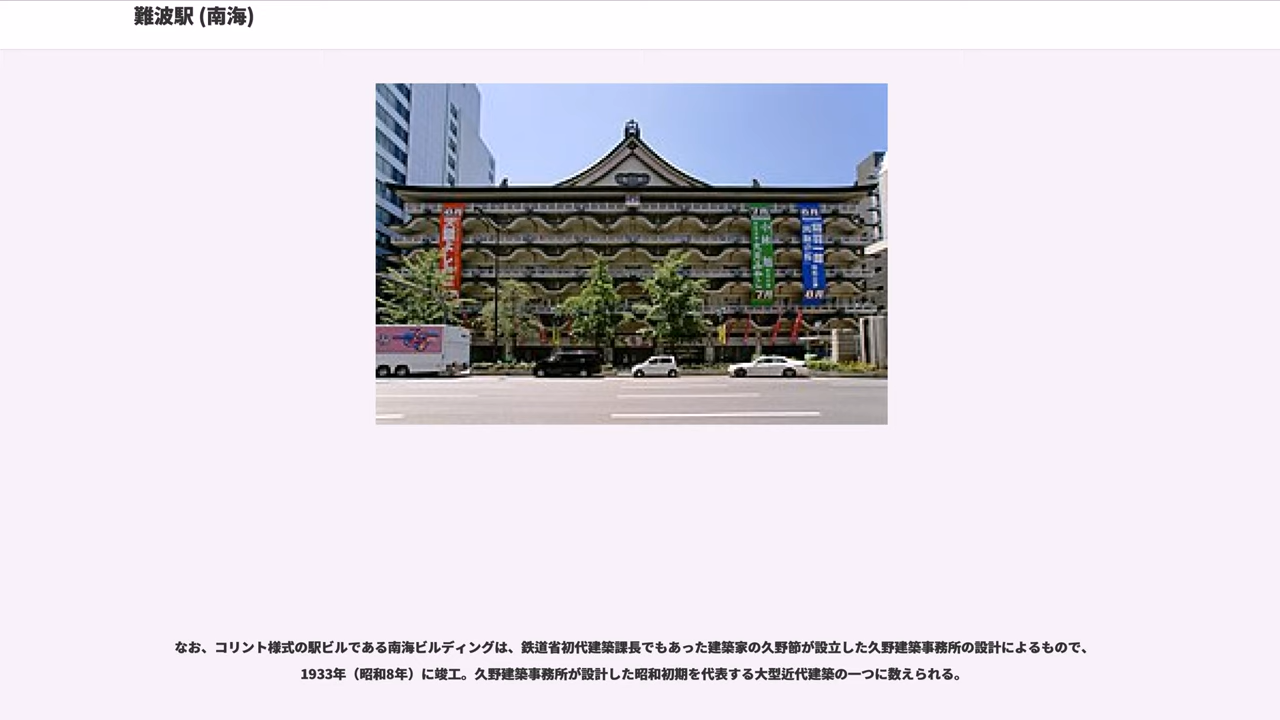 難波駅 (南海)
なお、コリント様式の駅ビルである南海ビルディングは、鉄道省初代建築課長でもあった建築家の久野節が設立した久野建築事務所の設計によるもので、
1933年（昭和8年）に竣工。久野建築事務所が設計した昭和初期を代表する大型近代建築の一つに数えられる。